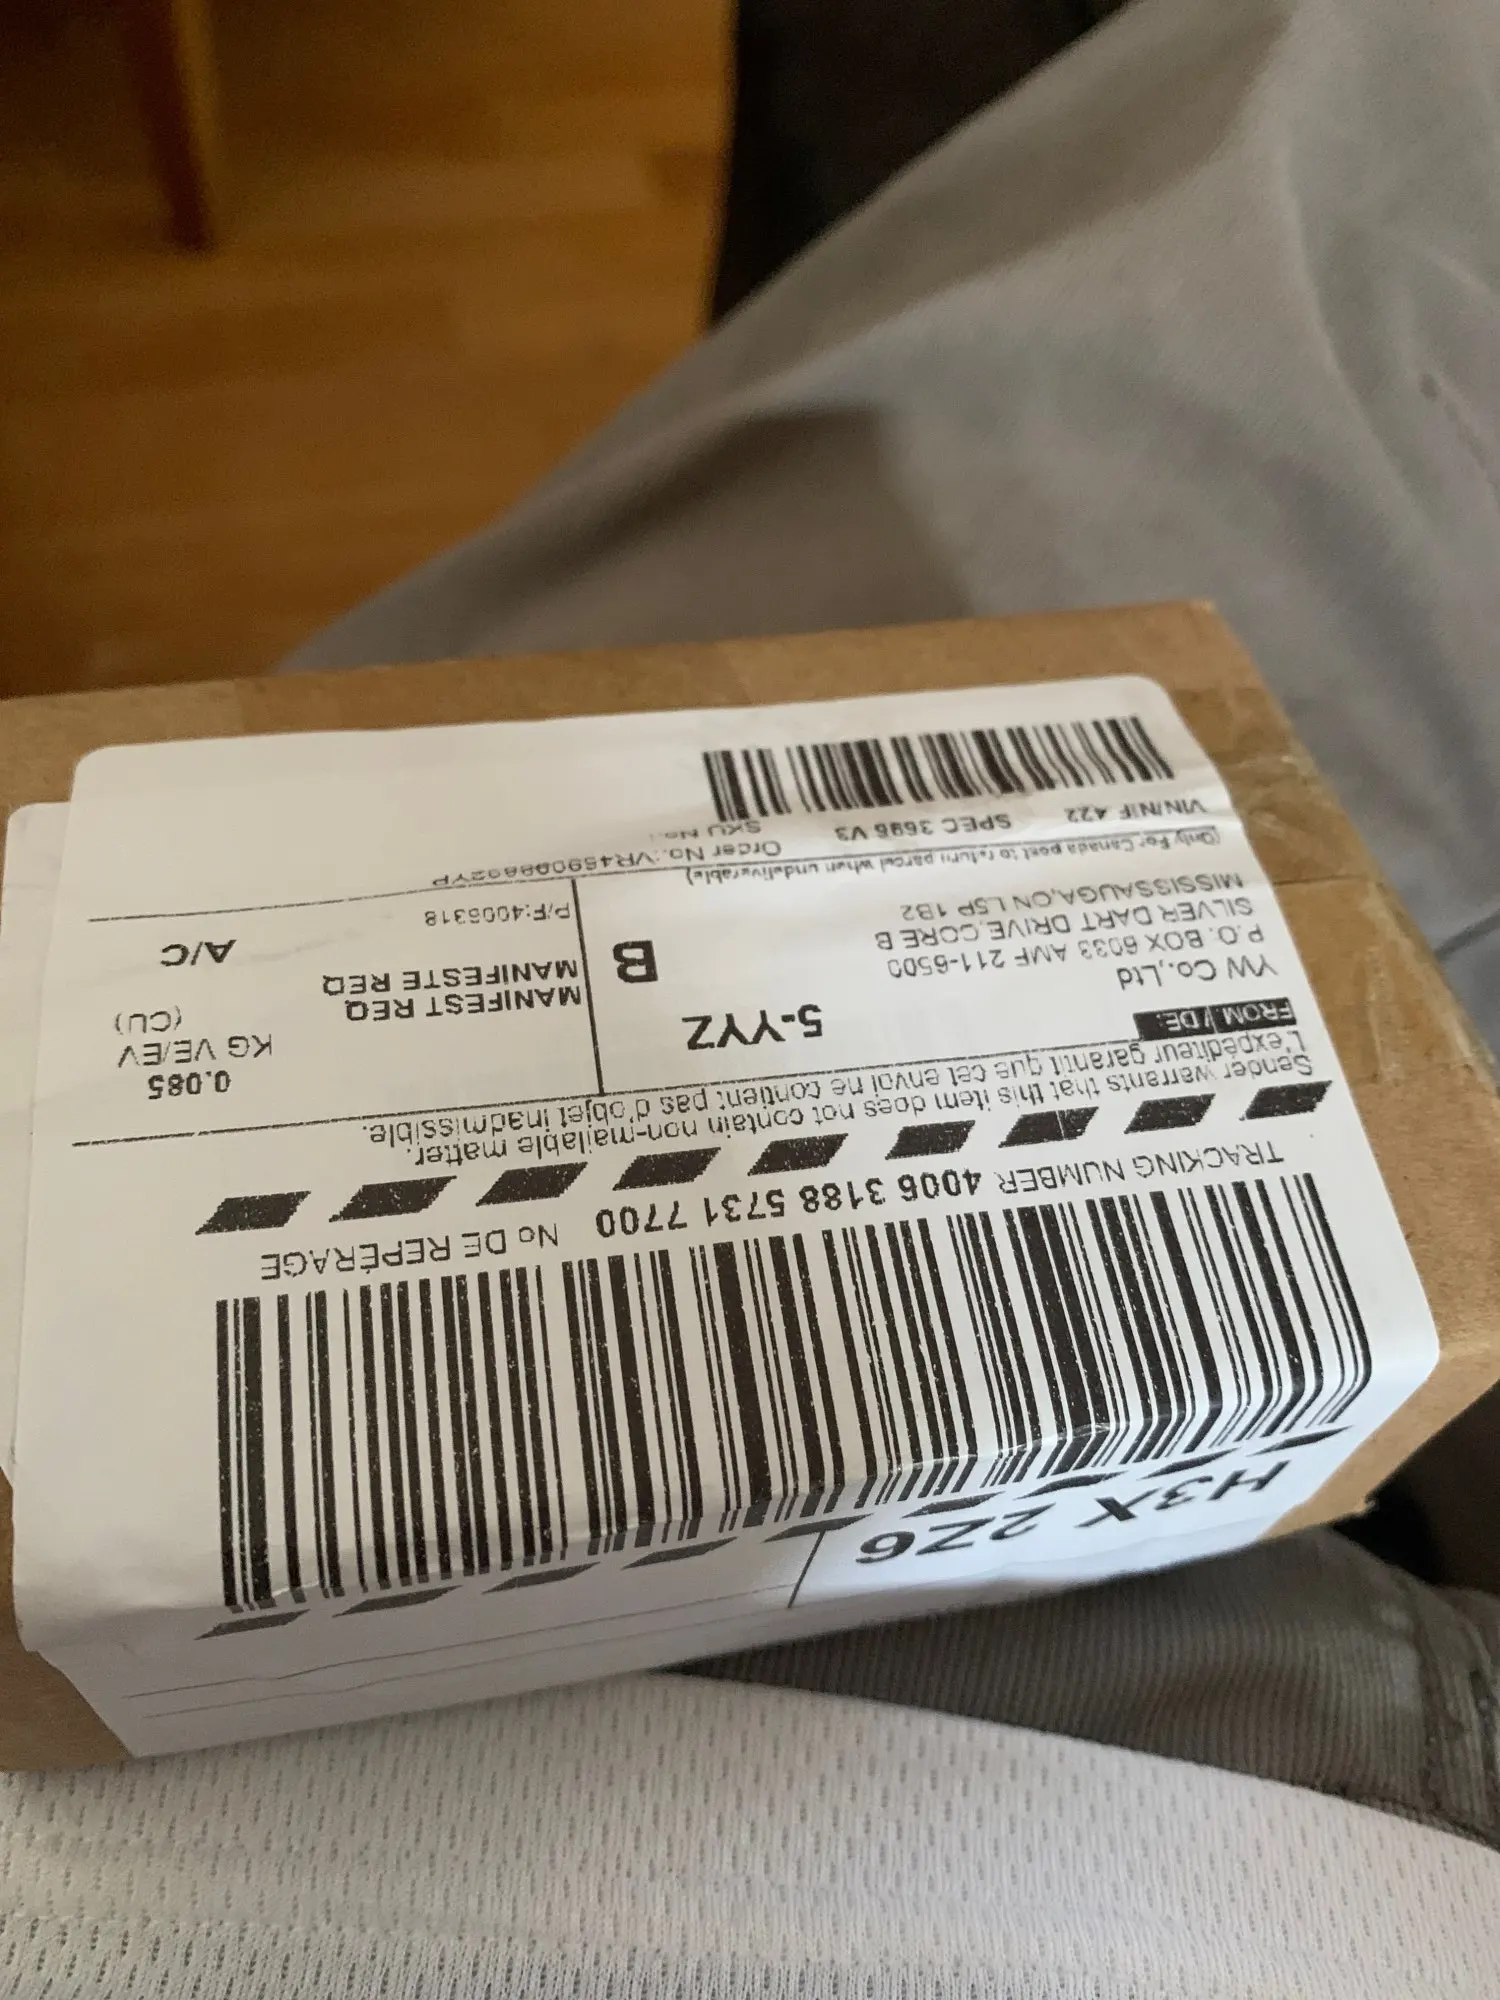 H3X 2Z6
TRACKING NUMBER 4006 3188 5731 7700 No DE REPÉRAGE
Sender warrants that this item does not contain non-mailable matter.
L'expéditeur garantit que cet envoi ne contient pas d'objet inadmissible.
FROM / DE:
YW Co.,Ltd
P.O. BOX 6033 AMF 211-6500
SILVER DART DRIVE,CORE B
MISSISSAUGA,ON L5P 1B2
(Only For Canada post to return parcel when undeliverable)
5-YYZ
B
0.085
KG VE/EV
(CU)
MANIFEST REQ
MANIFESTE REQ
A/C
P/F:4006318
VIN/NIF 422
SPEC 3696 V3
Order No.:
SKU No.: